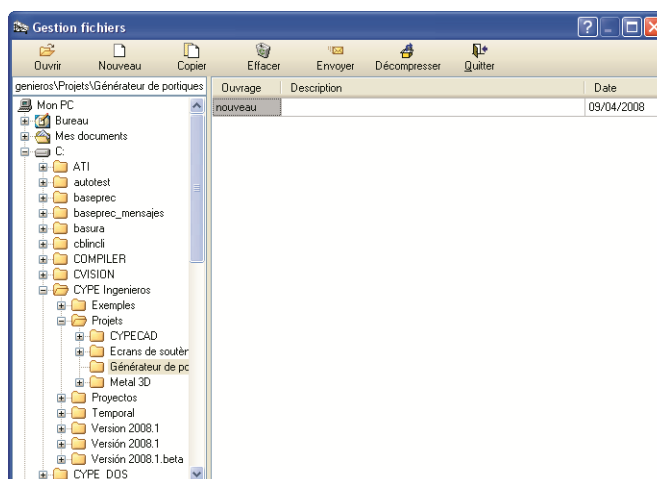 Gestion fichiers
Ouvrir Nouveau Copier Effacer Envoyer Décompresser Quitter
genieros\Projets\Générateur de portiques
Ouvrage Description Date
nouveau 09/04/2008
Mon PC
Bureau
Mes documents
C:
ATI
autotest
baseprec
baseprec_mensajes
basura
cblincli
COMPILER
CVISION
CYPE Ingenieros
Exemples
Projets
CYPECAD
Ecrans de soutèr
Générateur de pc
Metal 3D
Proyectos
Temporal
Version 2008.1
Versión 2008.1
Versión 2008.1.beta
CYPE_DOS